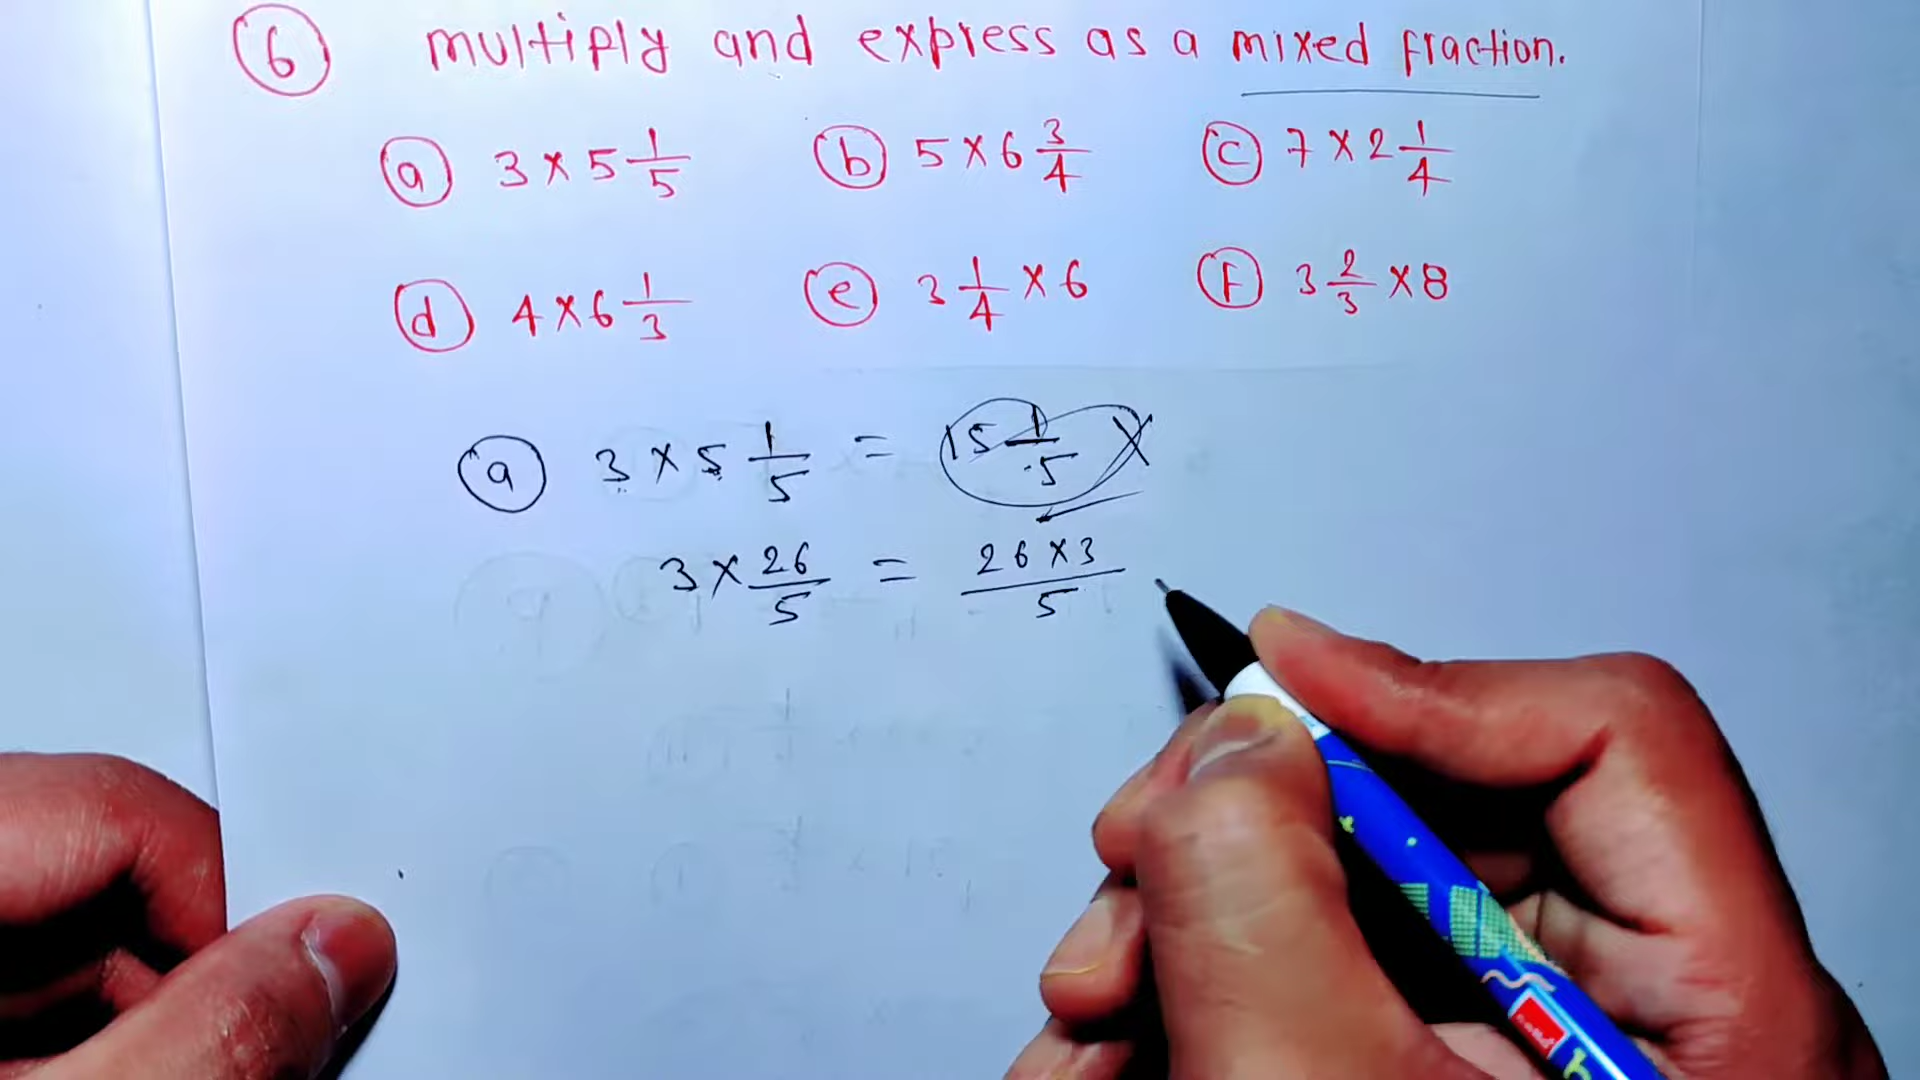 6 multiply and express as a mixed fraction.
a 3 × 5 1/5 b 5 × 6 3/4 c 7 × 2 1/4
d 4 × 6 1/3 e 3 1/4 × 6 f 3 2/3 × 8
a 3 × 5 1/5 = 15 1/5 X
3 × 26/5 = 26 × 3/5